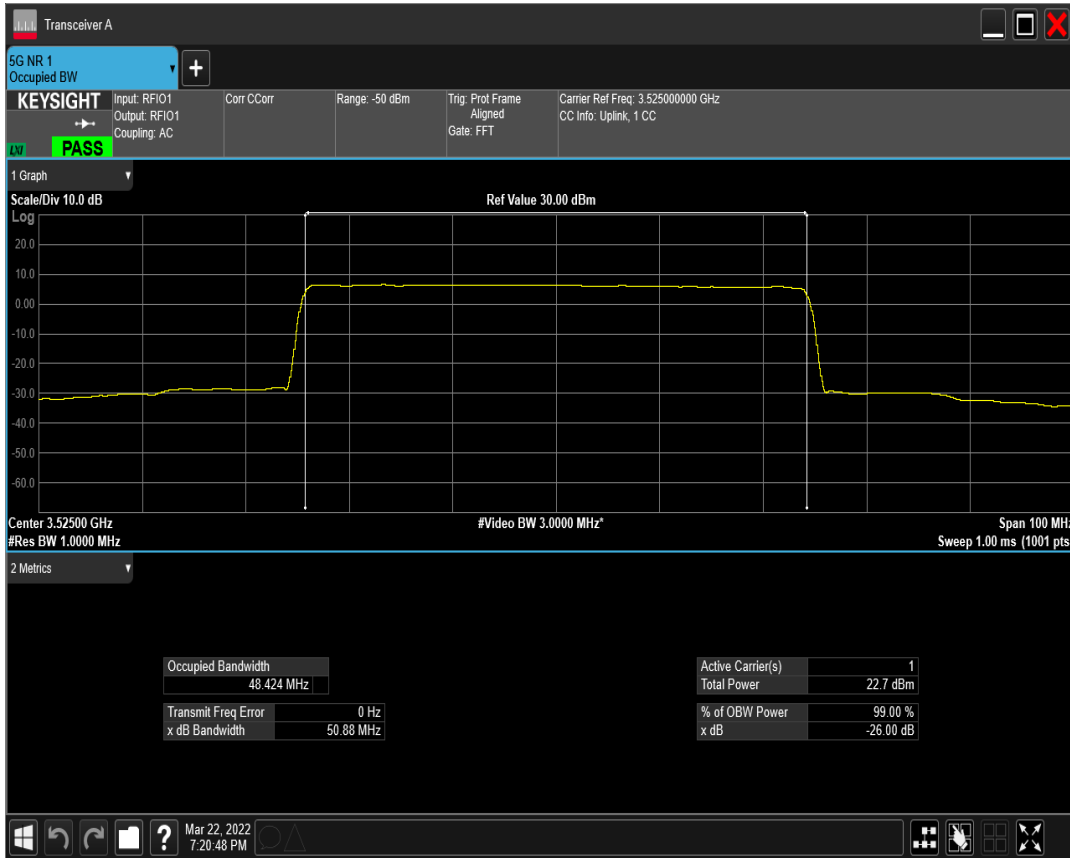 Transceiver A
5G NR 1
Occupied BW
KEYSIGHT
LXI
PASS
Input: RFIO1
Output: RFIO1
Coupling: AC
Corr CCorr
Range: -50 dBm
Trig: Prot Frame
Aligned
Gate: FFT
Carrier Ref Freq: 3.525000000 GHz
CC Info: Uplink, 1 CC
1 Graph
Scale/Div 10.0 dB
Ref Value 30.00 dBm
Log
20.0
10.0
0.00
-10.0
-20.0
-30.0
-40.0
-50.0
-60.0
Center 3.52500 GHz
#Video BW 3.0000 MHz*
Span 100 MHz
#Res BW 1.0000 MHz
Sweep 1.00 ms (1001 pts
2 Metrics
Occupied Bandwidth
48.424 MHz
Transmit Freq Error 0 Hz
x dB Bandwidth 50.88 MHz
Active Carrier(s) 1
Total Power 22.7 dBm
% of OBW Power 99.00 %
x dB -26.00 dB
?
Mar 22, 2022
7:20:48 PM